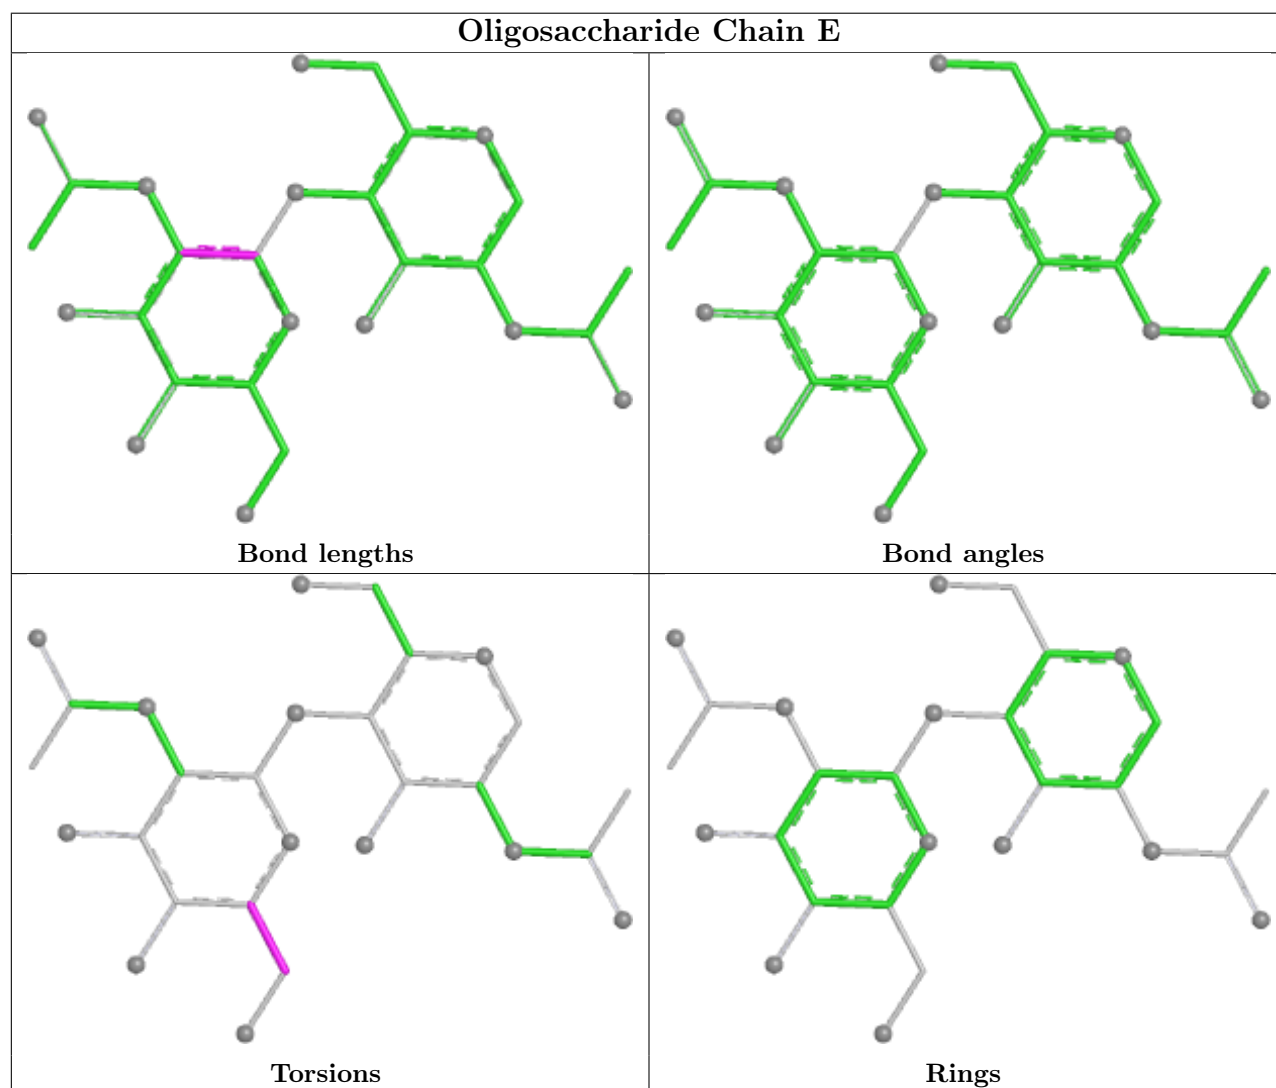 Oligosaccharide Chain E
Bond lengths
Bond angles
Torsions
Rings